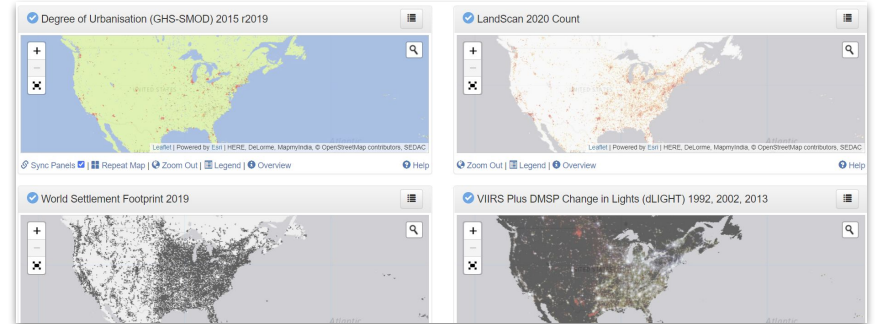 Degree of Urbanisation (GHS-SMOD) 2015 r2019
LandScan 2020 Count
+
−
Leaflet | Powered by Esri | HERE, DeLorme, MapmyIndia, © OpenStreetMap contributors, SEDAC
Atlantic
Leaflet | Powered by Esri | HERE, DeLorme, MapmyIndia, © OpenStreetMap contributors, SEDAC
Sync Panels | Repeat Map | Zoom Out | Legend | Overview
Help
Zoom Out | Legend | Overview
Help
World Settlement Footprint 2019
VIIRS Plus DMSP Change in Lights (dLIGHT) 1992, 2002, 2013
+
−
Atlantic
Atlantic